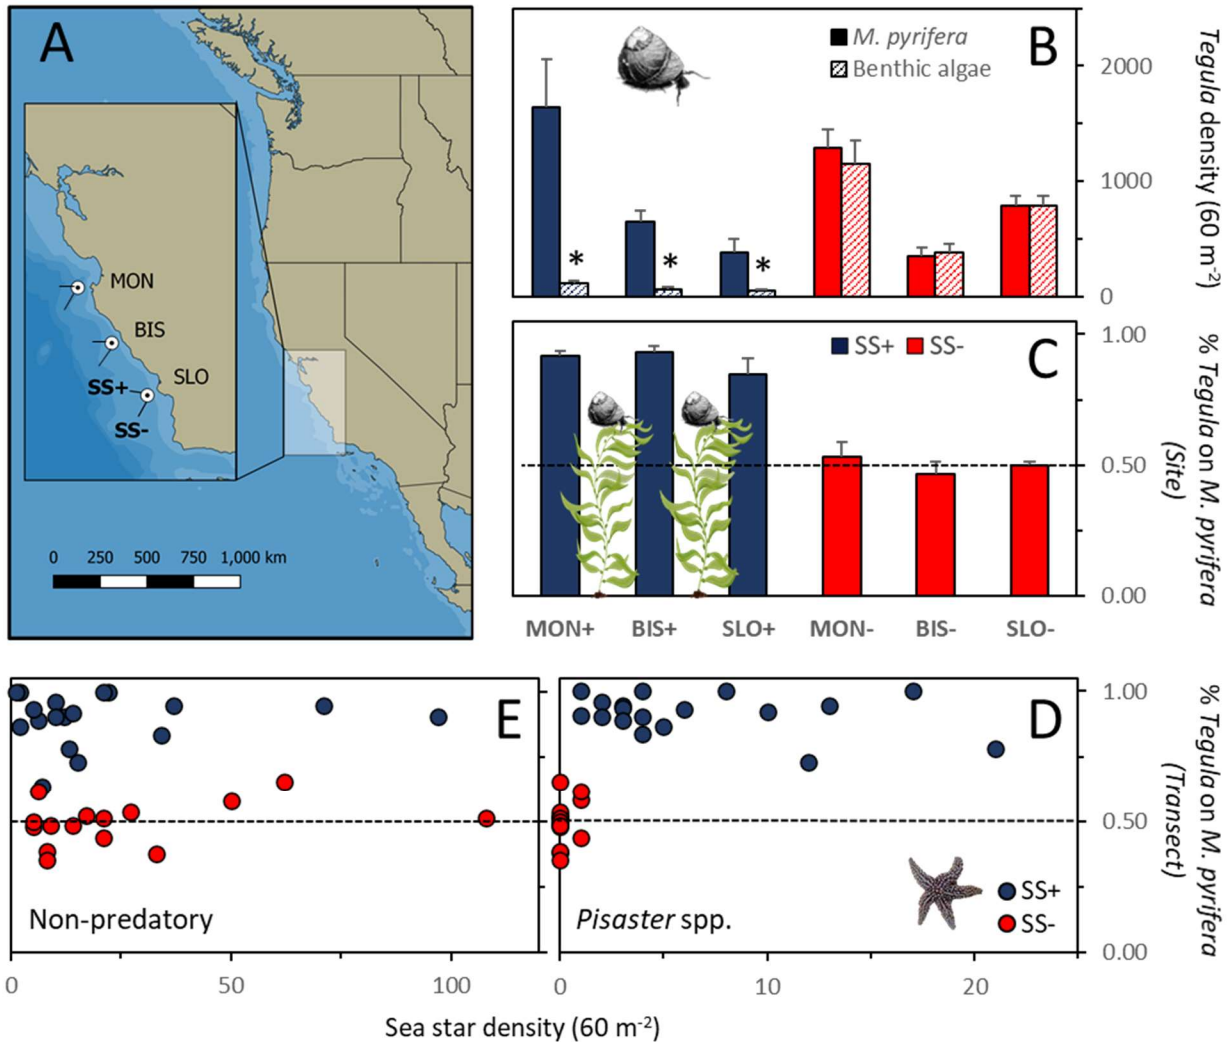 A
MON
BIS
SLO
SS+
SS-
0 250 500 750 1,000 km
B
M. pyrifera
Benthic algae
* * *
2000
1000
0
Tegula density (60 m⁻²)
C
SS+ SS-
1.00
0.50
0.00
% Tegula on M. pyrifera
(Site)
MON+ BIS+ SLO+ MON- BIS- SLO-
E
Non-predatory
0 50 100
D
Pisaster spp.
SS+
SS-
0 10 20
1.00
0.50
0.00
% Tegula on M. pyrifera
(Transect)
Sea star density (60 m⁻²)